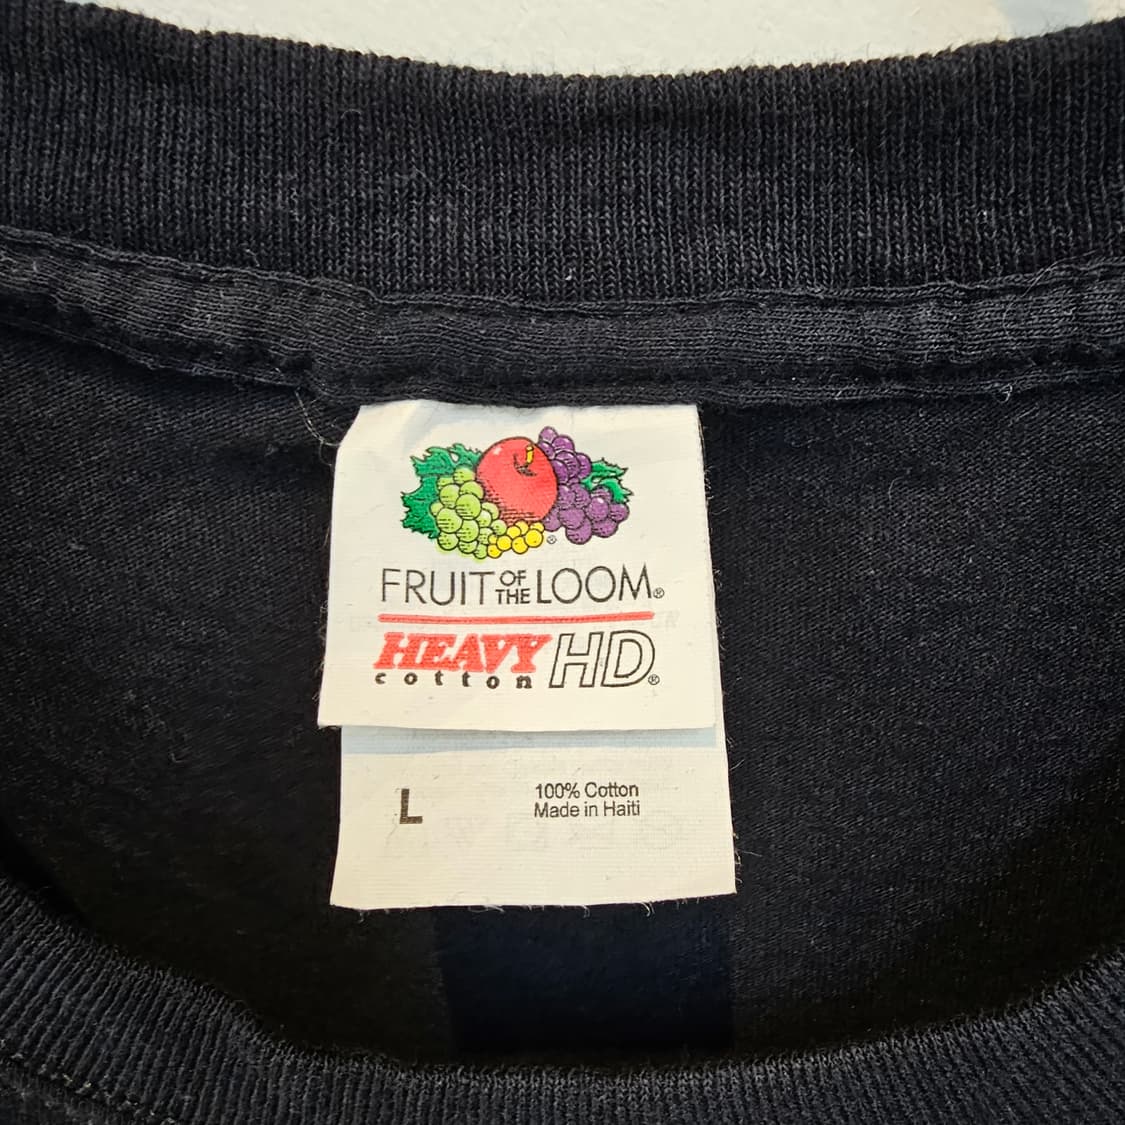 FRUIT OF THE LOOM®
HEAVY cotton HD®
L
100% Cotton
Made in Haiti